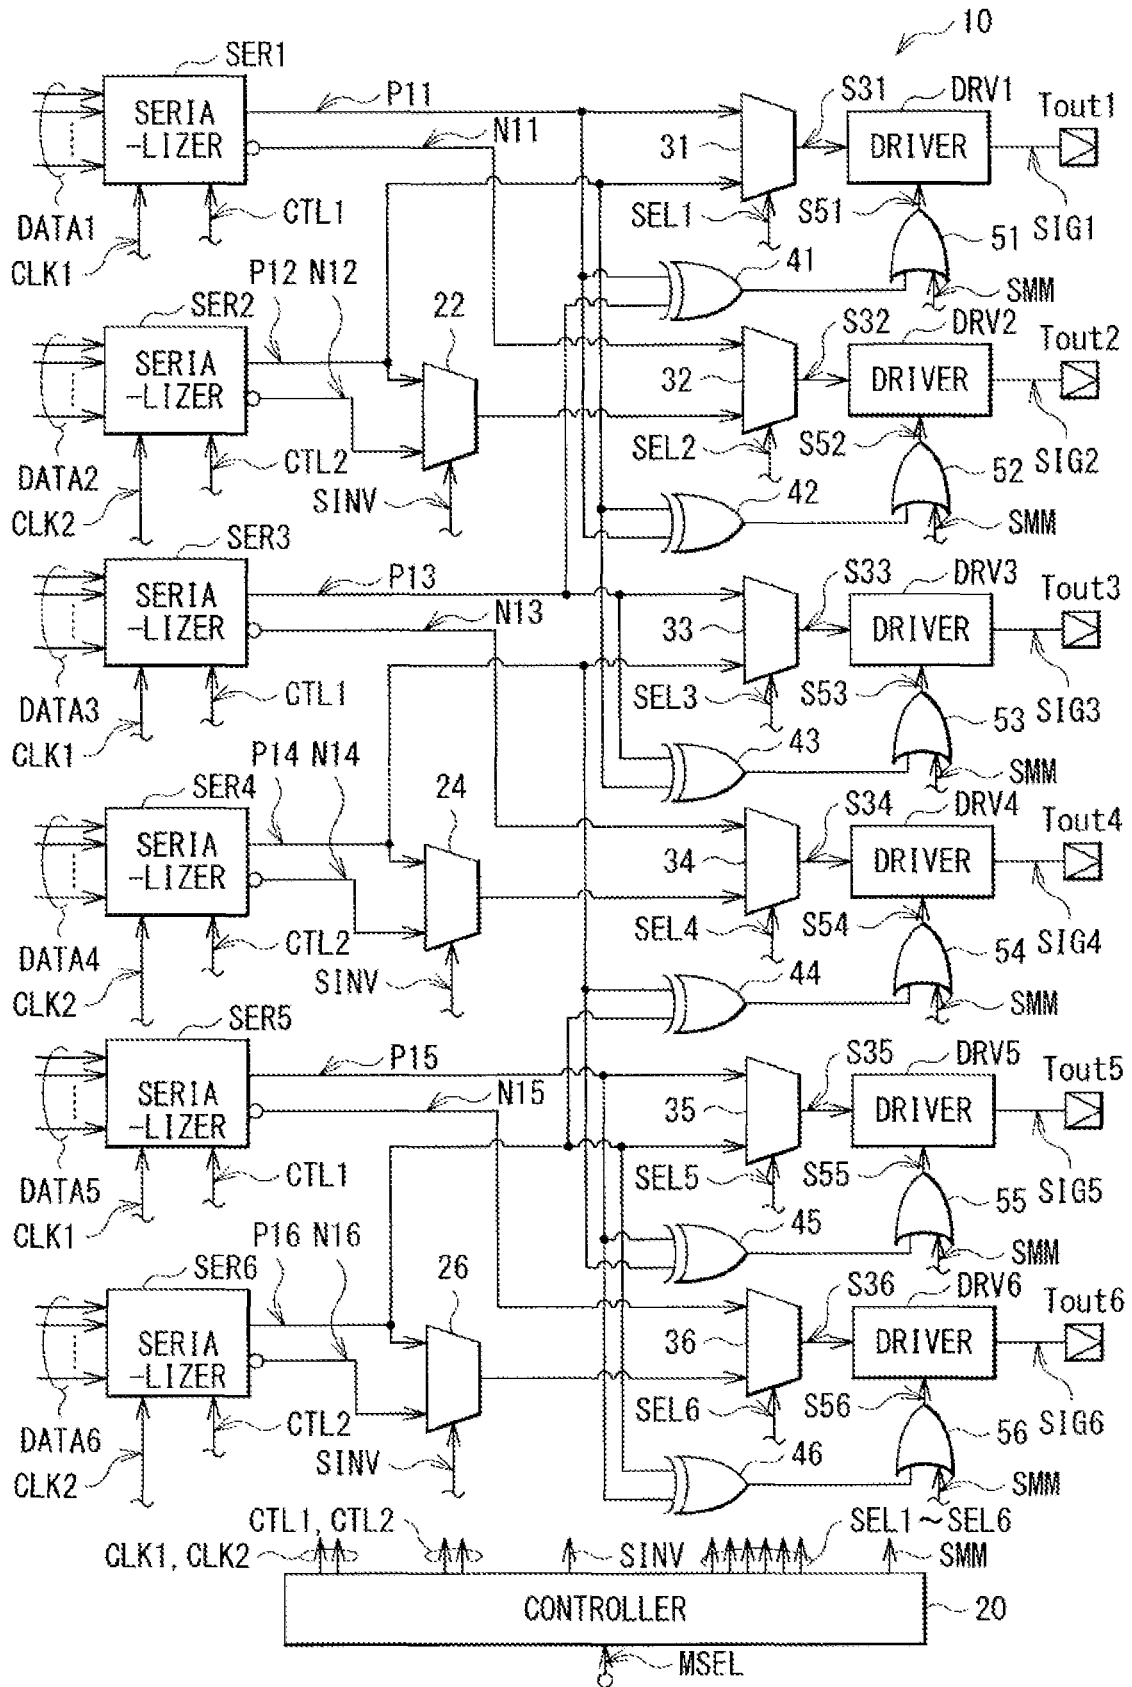 10
SER1
P11
S31
DRV1
Tout1
SERIA
-LIZER
N11
31
DRIVER
DATA1
CTL1
SEL1
S51
51
SIG1
CLK1
P12 N12
22
41
SMM
SER2
S32
DRV2
Tout2
SERIA
-LIZER
32
DRIVER
DATA2
CTL2
SEL2
S52
52
SIG2
CLK2
SINV
42
SMM
SER3
P13
S33
DRV3
Tout3
SERIA
-LIZER
N13
33
DRIVER
DATA3
CTL1
SEL3
S53
53
SIG3
CLK1
P14 N14
24
43
SMM
SER4
S34
DRV4
Tout4
SERIA
-LIZER
34
DRIVER
DATA4
CTL2
SEL4
S54
54
SIG4
CLK2
SINV
44
SMM
SER5
P15
S35
DRV5
Tout5
SERIA
-LIZER
N15
35
DRIVER
DATA5
CTL1
SEL5
S55
55
SIG5
CLK1
P16 N16
26
45
SMM
SER6
S36
DRV6
Tout6
SERIA
-LIZER
36
DRIVER
DATA6
CTL2
SEL6
S56
56
SIG6
CLK2
SINV
46
SMM
CTL1, CTL2
SEL1～SEL6
CLK1, CLK2
SINV
SMM
CONTROLLER
20
MSEL